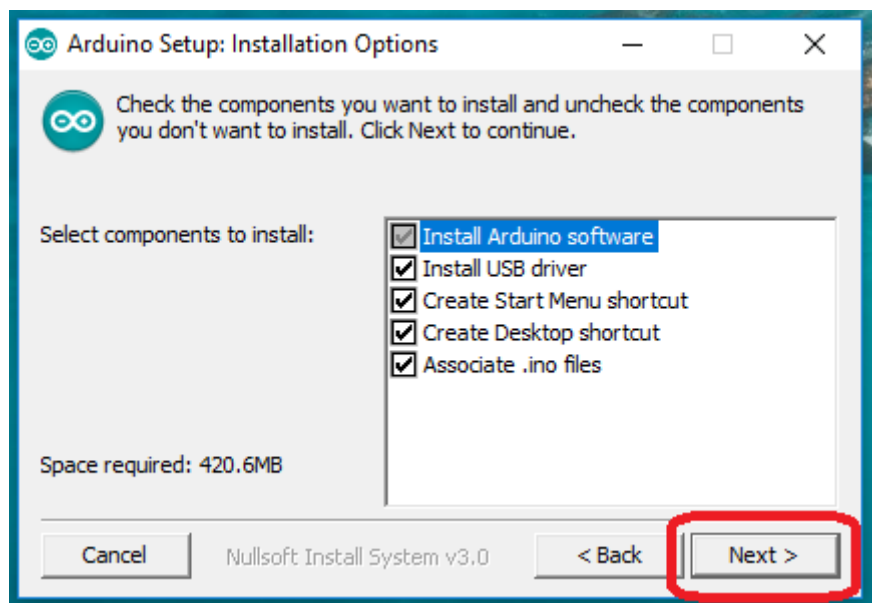 Arduino Setup: Installation Options
Check the components you want to install and uncheck the components
you don't want to install. Click Next to continue.
Select components to install:
Install Arduino software
Install USB driver
Create Start Menu shortcut
Create Desktop shortcut
Associate .ino files
Space required: 420.6MB
Cancel
Nullsoft Install System v3.0
< Back
Next >